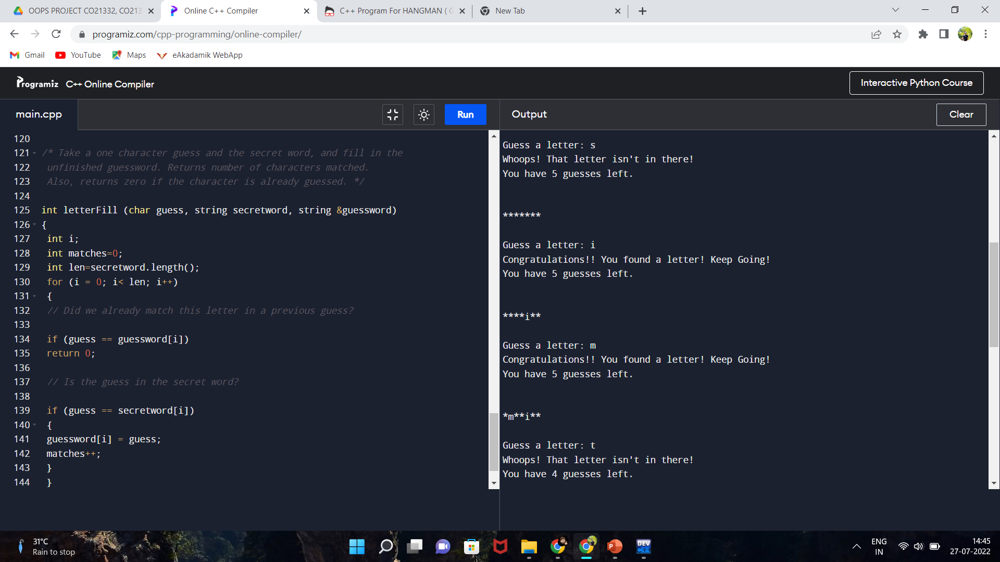 OOPS PROJECT CO21332, CO213
Online C++ Compiler
C++ Program For HANGMAN ( G
New Tab
programiz.com/cpp-programming/online-compiler/
Gmail
YouTube
Maps
eAkadamik WebApp
Programiz
C++ Online Compiler
Interactive Python Course
main.cpp
Run
Output
Clear
120
121 /* Take a one character guess and the secret word, and fill in the
122 unfinished guessword. Returns number of characters matched.
123 Also, returns zero if the character is already guessed. */
124
125 int letterFill (char guess, string secretword, string &guessword)
126 {
127 int i;
128 int matches=0;
129 int len=secretword.length();
130 for (i = 0; i< len; i++)
131 {
132 // Did we already match this letter in a previous guess?
133
134 if (guess == guessword[i])
135 return 0;
136
137 // Is the guess in the secret word?
138
139 if (guess == secretword[i])
140 {
141 guessword[i] = guess;
142 matches++;
143 }
144 }
Guess a letter: s
Whoops! That letter isn't in there!
You have 5 guesses left.
*******
Guess a letter: i
Congratulations!! You found a letter! Keep Going!
You have 5 guesses left.
****i**
Guess a letter: m
Congratulations!! You found a letter! Keep Going!
You have 5 guesses left.
*m**i**
Guess a letter: t
Whoops! That letter isn't in there!
You have 4 guesses left.
31°C
Rain to stop
P
DEV
C++
ENG
IN
14:45
27-07-2022